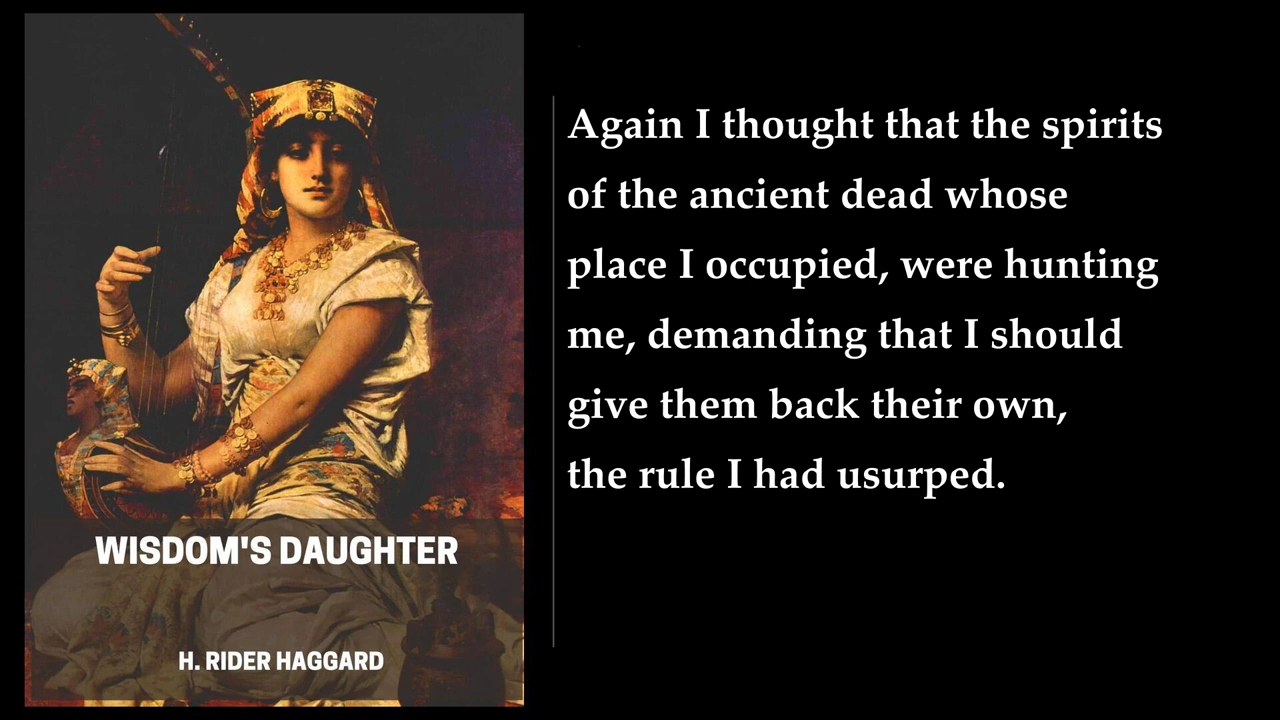 WISDOM'S DAUGHTER
H. RIDER HAGGARD
Again I thought that the spirits
of the ancient dead whose
place I occupied, were hunting
me, demanding that I should
give them back their own,
the rule I had usurped.